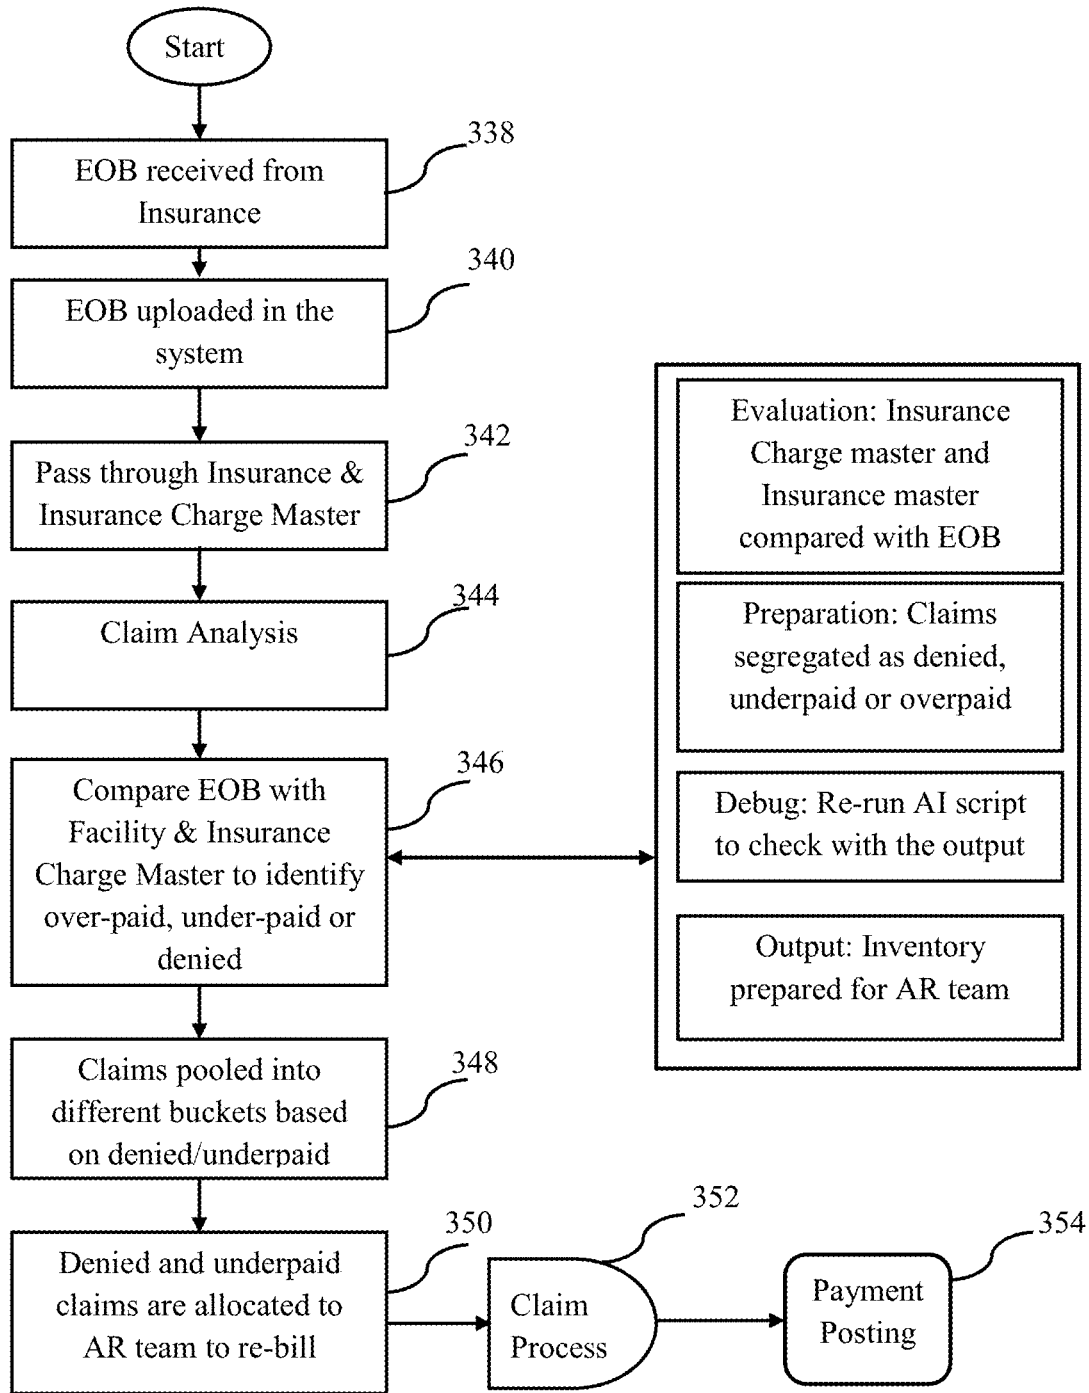 Start
338
EOB received from
Insurance
340
EOB uploaded in the
system
342
Pass through Insurance &
Insurance Charge Master
344
Claim Analysis
346
Compare EOB with
Facility & Insurance
Charge Master to identify
over-paid, under-paid or
denied
Evaluation: Insurance
Charge master and
Insurance master
compared with EOB
Preparation: Claims
segregated as denied,
underpaid or overpaid
Debug: Re-run AI script
to check with the output
Output: Inventory
prepared for AR team
348
Claims pooled into
different buckets based
on denied/underpaid
350
Denied and underpaid
claims are allocated to
AR team to re-bill
352
Claim
Process
354
Payment
Posting